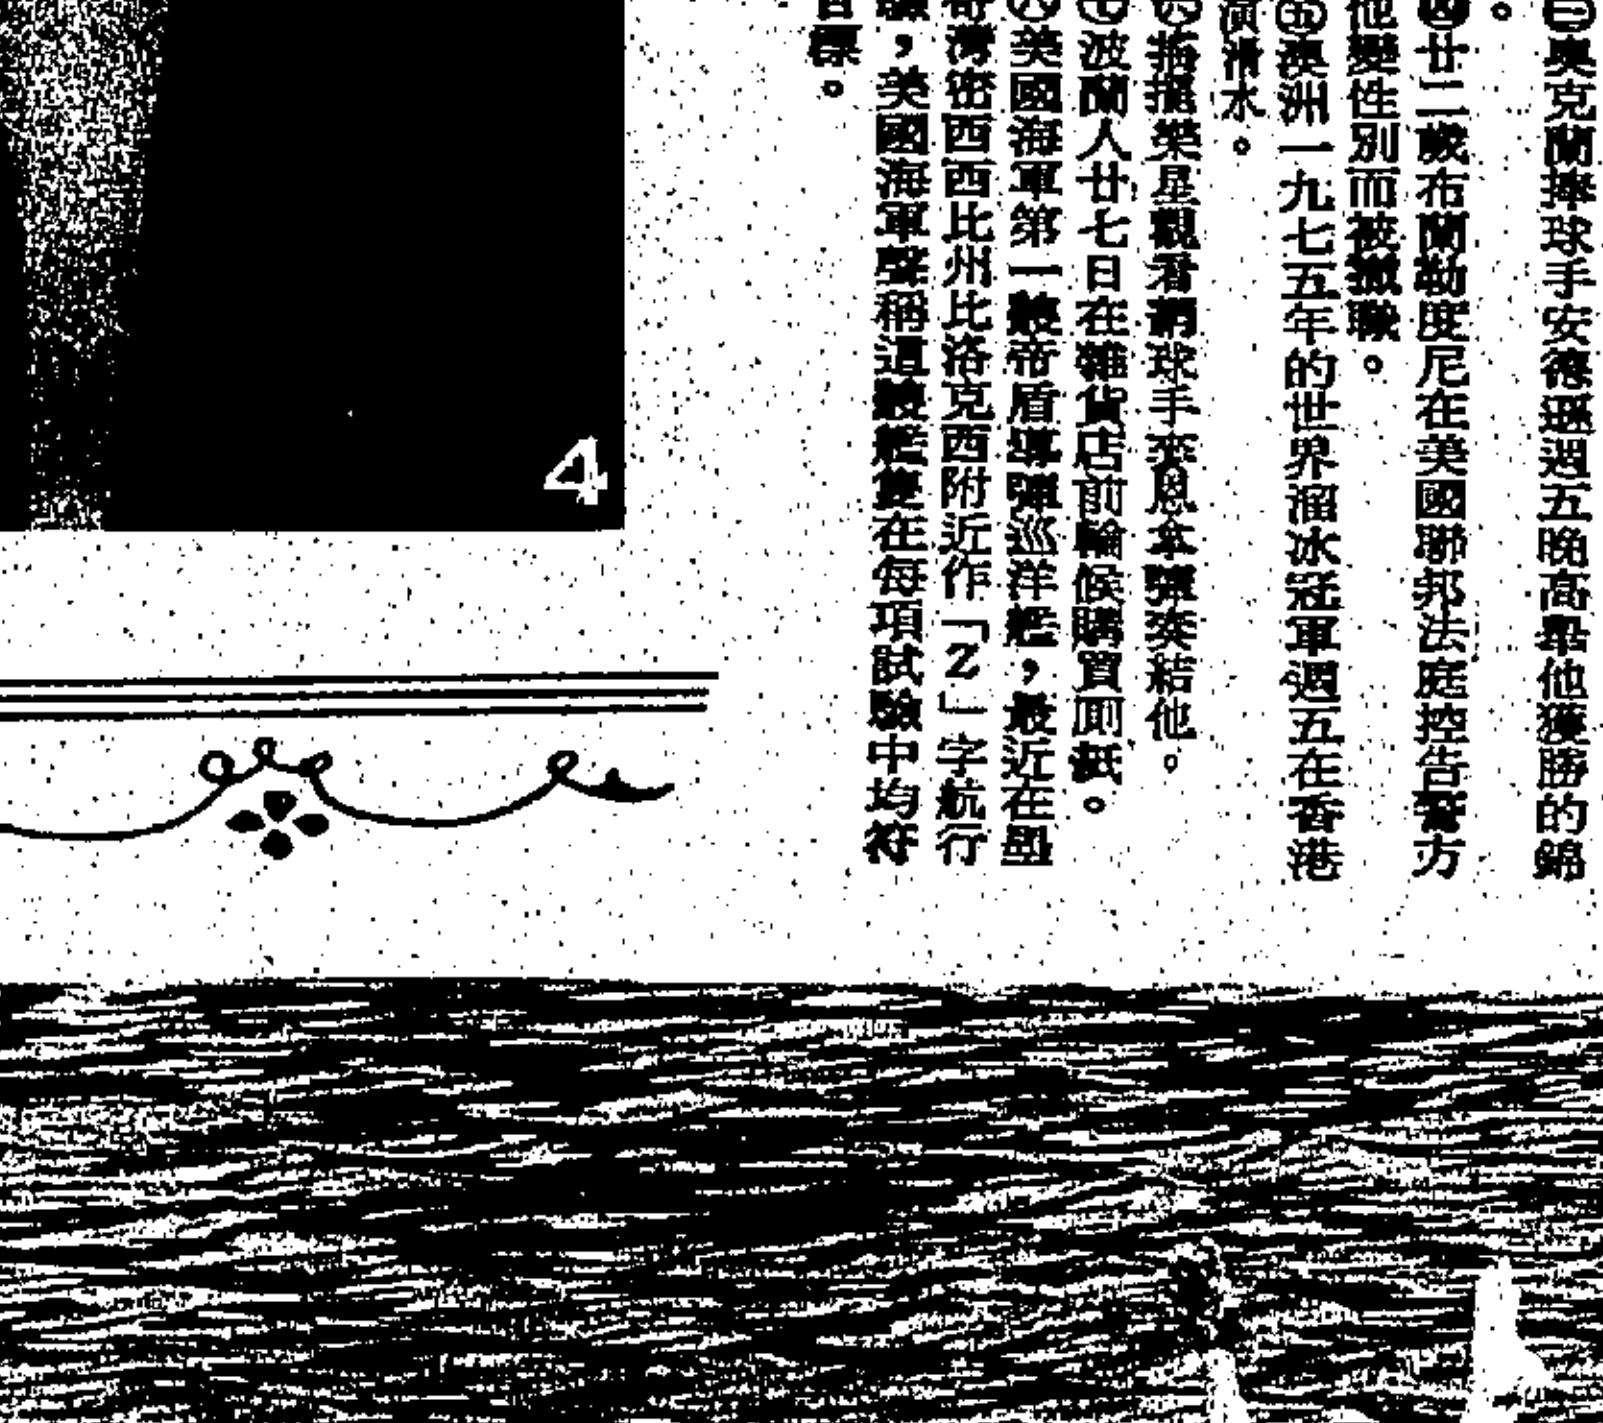 ㊂奧克蘭捧球手安德遜週五晚高舉他獲勝的錦
。
㊃廿二歲布蘭勒度尼在美國聯邦法庭控告警方
他變性別而被撤職。
㊄澳洲一九七五年的世界溜冰冠軍週五在香港
演滑水。
㊅搖擺樂星觀看網球手麥恩拿彈奏結他。
㊆波蘭人廿七日在雜貨店前輪候購買厠紙。
㊇美國海軍第一艘帝盾導彈巡洋艦，最近在墨
哥灣密西西比州比洛克西附近作「Z」字航行
驗，美國海軍聲稱這艘艦隻在每項試驗中均符
目標。
4